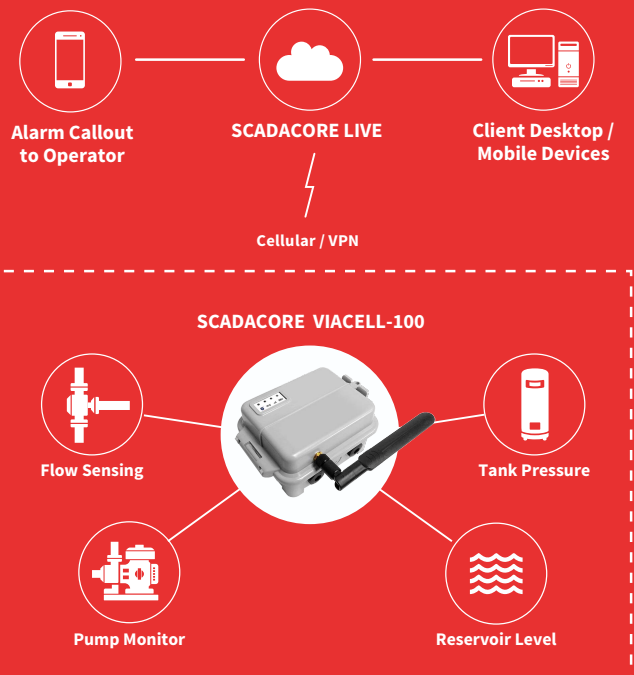 Alarm Callout
to Operator
SCADACORE LIVE
Client Desktop /
Mobile Devices
Cellular / VPN
SCADACORE VIACELL-100
Flow Sensing
Tank Pressure
Pump Monitor
Reservoir Level